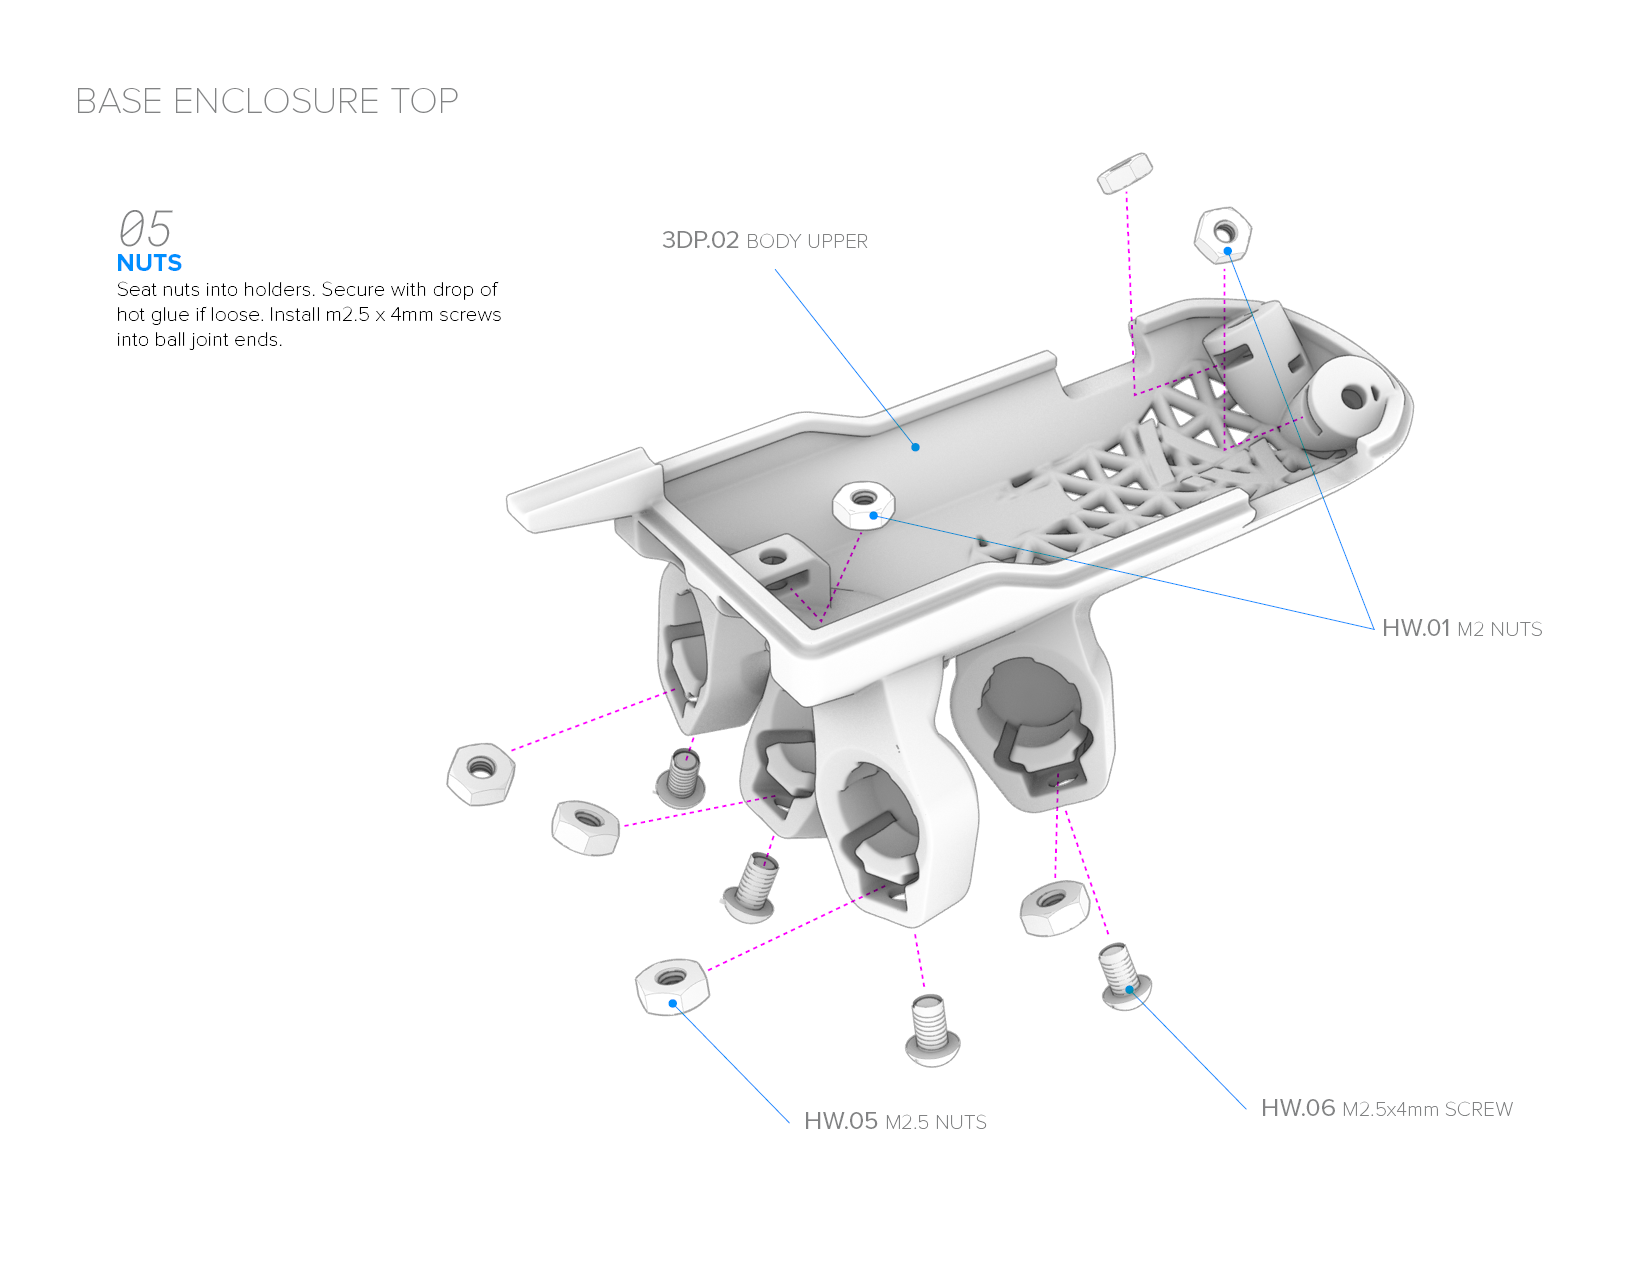 BASE ENCLOSURE TOP
05
NUTS
Seat nuts into holders. Secure with drop of
hot glue if loose. Install m2.5 x 4mm screws
into ball joint ends.
3DP.02 BODY UPPER
HW.01 M2 NUTS
HW.05 M2.5 NUTS
HW.06 M2.5x4mm SCREW